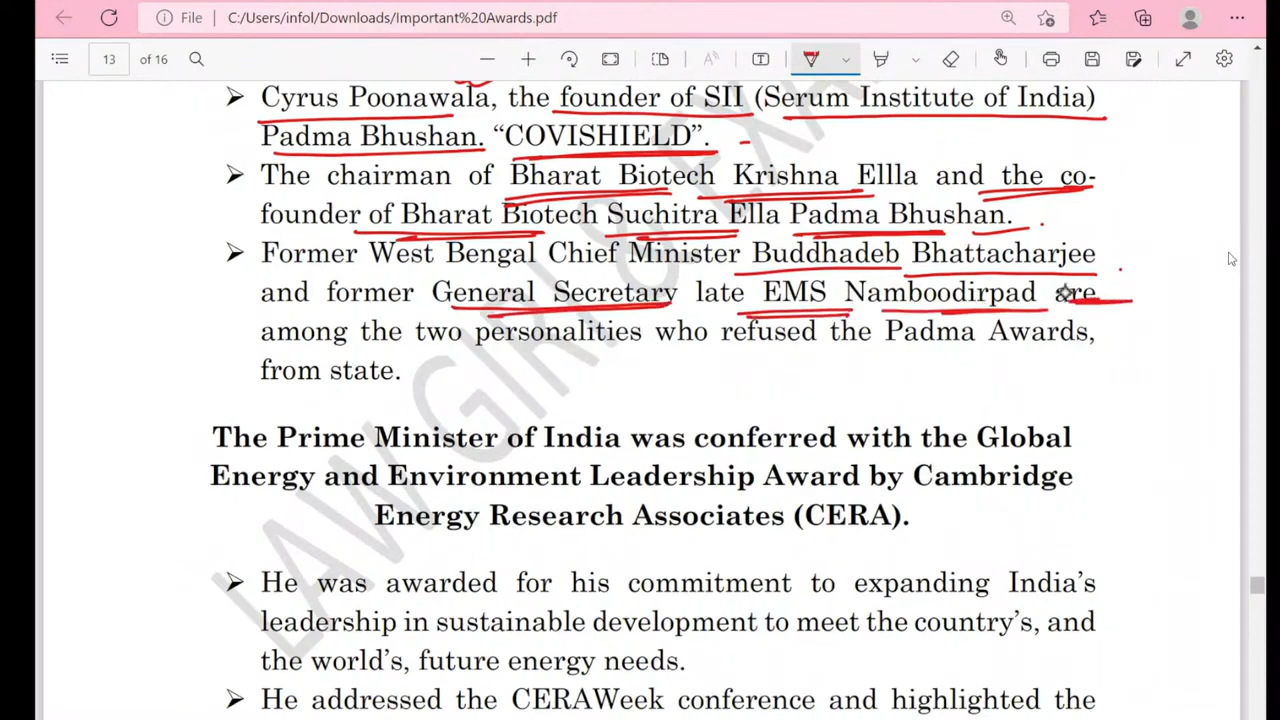 File C:/Users/infol/Downloads/Important%20Awards.pdf
13 of 16
Cyrus Poonawala, the founder of SII (Serum Institute of India)
Padma Bhushan. “COVISHIELD”.
The chairman of Bharat Biotech Krishna Ellla and the co-
founder of Bharat Biotech Suchitra Ella Padma Bhushan.
Former West Bengal Chief Minister Buddhadeb Bhattacharjee
and former General Secretary late EMS Namboodirpad are
among the two personalities who refused the Padma Awards,
from state.
The Prime Minister of India was conferred with the Global
Energy and Environment Leadership Award by Cambridge
Energy Research Associates (CERA).
He was awarded for his commitment to expanding India’s
leadership in sustainable development to meet the country’s, and
the world’s, future energy needs.
He addressed the CERAWeek conference and highlighted the
LAW GIRL & EXA